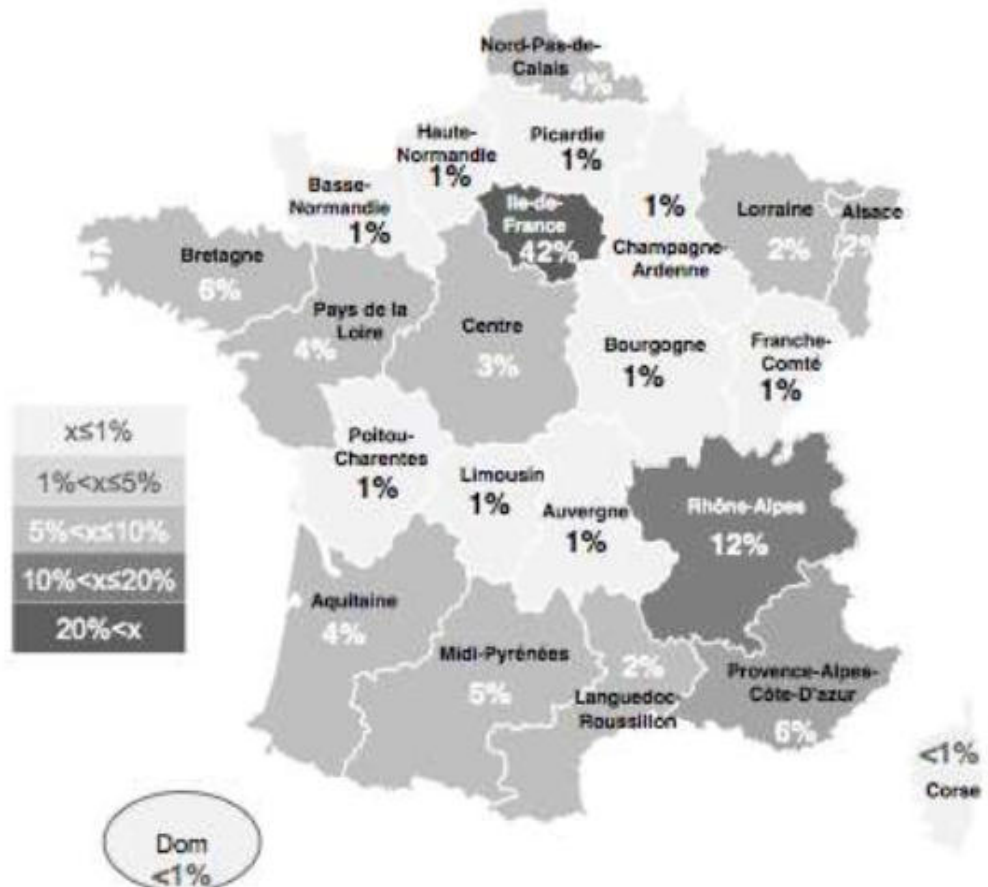 Nord-Pas-de-
Calais
4%
Haute-
Normandie
1%
Picardie
1%
Basse-
Normandie
1%
Ile-de-
France
42%
1%
Champagne-
Ardenne
Lorraine
2%
Alsace
2%
Bretagne
6%
Pays de la
Loire
4%
Centre
3%
Bourgogne
1%
Franche-
Comté
1%
x≤1%
1%<x≤5%
5%<x≤10%
10%<x≤20%
20%<x
Poitou-
Charentes
1%
Limousin
1%
Auvergne
1%
Rhône-Alpes
12%
Aquitaine
4%
Midi-Pyrénées
5%
2%
Languedoc-
Roussillon
Provence-Alpes-
Côte-D'azur
6%
<1%
Corse
Dom
<1%